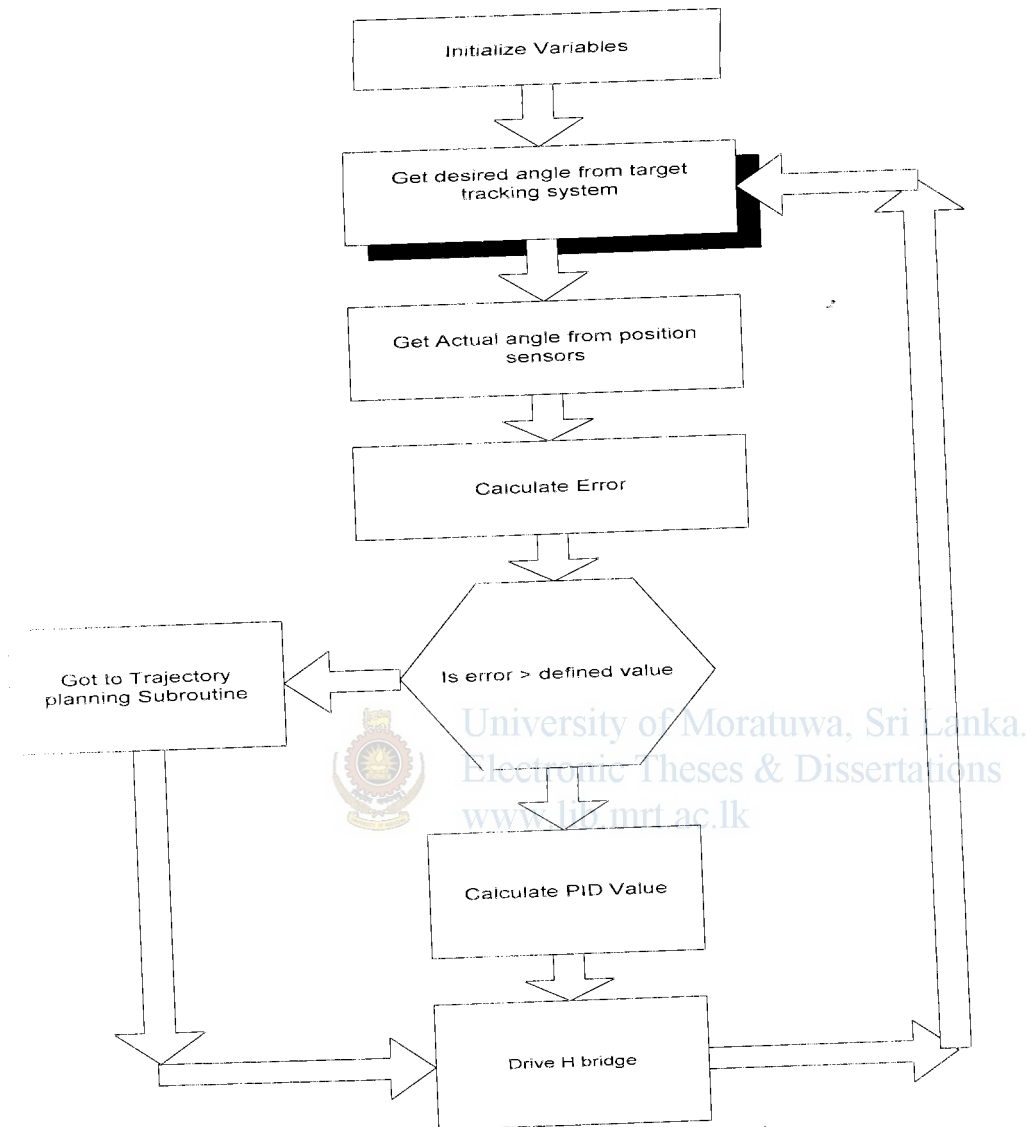 Initialize Variables
Get desired angle from target
tracking system
Get Actual angle from position
sensors
Calculate Error
Is error > defined value
Got to Trajectory
planning Subroutine
University of Moratuwa, Sri Lanka.
Electronic Theses & Dissertations
www.lib.mrt.ac.lk
Calculate PID Value
Drive H bridge